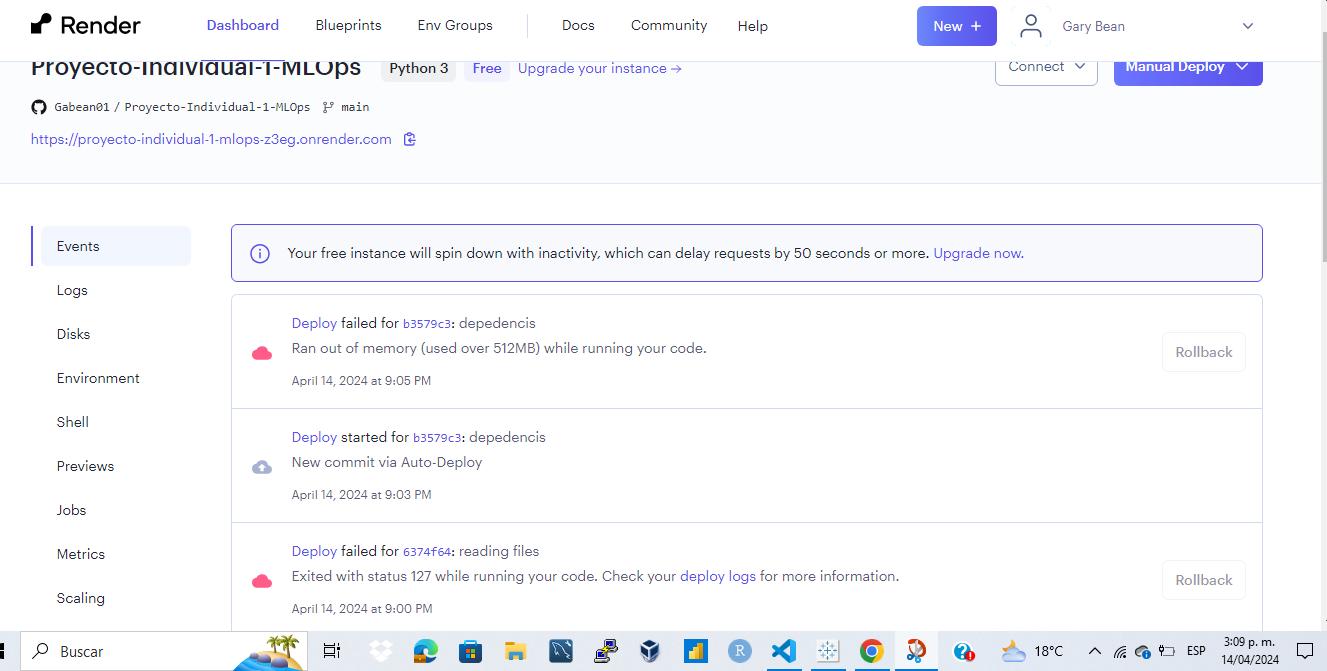 Render
Dashboard Blueprints Env Groups Docs Community Help New + Gary Bean
Proyecto-Individual-1-MLOps Python 3 Free Upgrade your instance → Connect Manual Deploy
Gabean01 / Proyecto-Individual-1-MLOps main
https://proyecto-individual-1-mlops-z3eg.onrender.com
Events
Logs
Disks
Environment
Shell
Previews
Jobs
Metrics
Scaling
Your free instance will spin down with inactivity, which can delay requests by 50 seconds or more. Upgrade now.
Deploy failed for b3579c3: depedencis
Ran out of memory (used over 512MB) while running your code.
April 14, 2024 at 9:05 PM
Rollback
Deploy started for b3579c3: depedencis
New commit via Auto-Deploy
April 14, 2024 at 9:03 PM
Deploy failed for 6374f64: reading files
Exited with status 127 while running your code. Check your deploy logs for more information.
April 14, 2024 at 9:00 PM
Rollback
Buscar
R
18°C
ESP
3:09 p. m.
14/04/2024